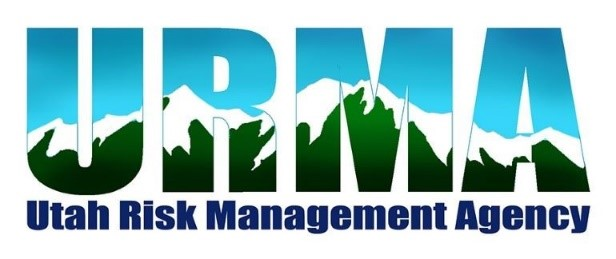 URMA
Utah Risk Management Agency